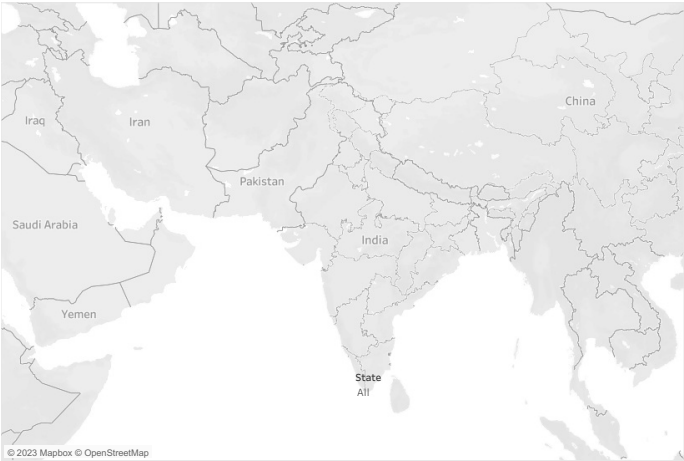 China
Iraq
Iran
Pakistan
Saudi Arabia
India
Yemen
State
All
© 2023 Mapbox © OpenStreetMap